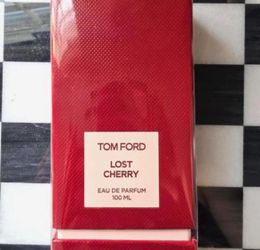 TOM FORD
LOST
CHERRY
EAU DE PARFUM
100 ML